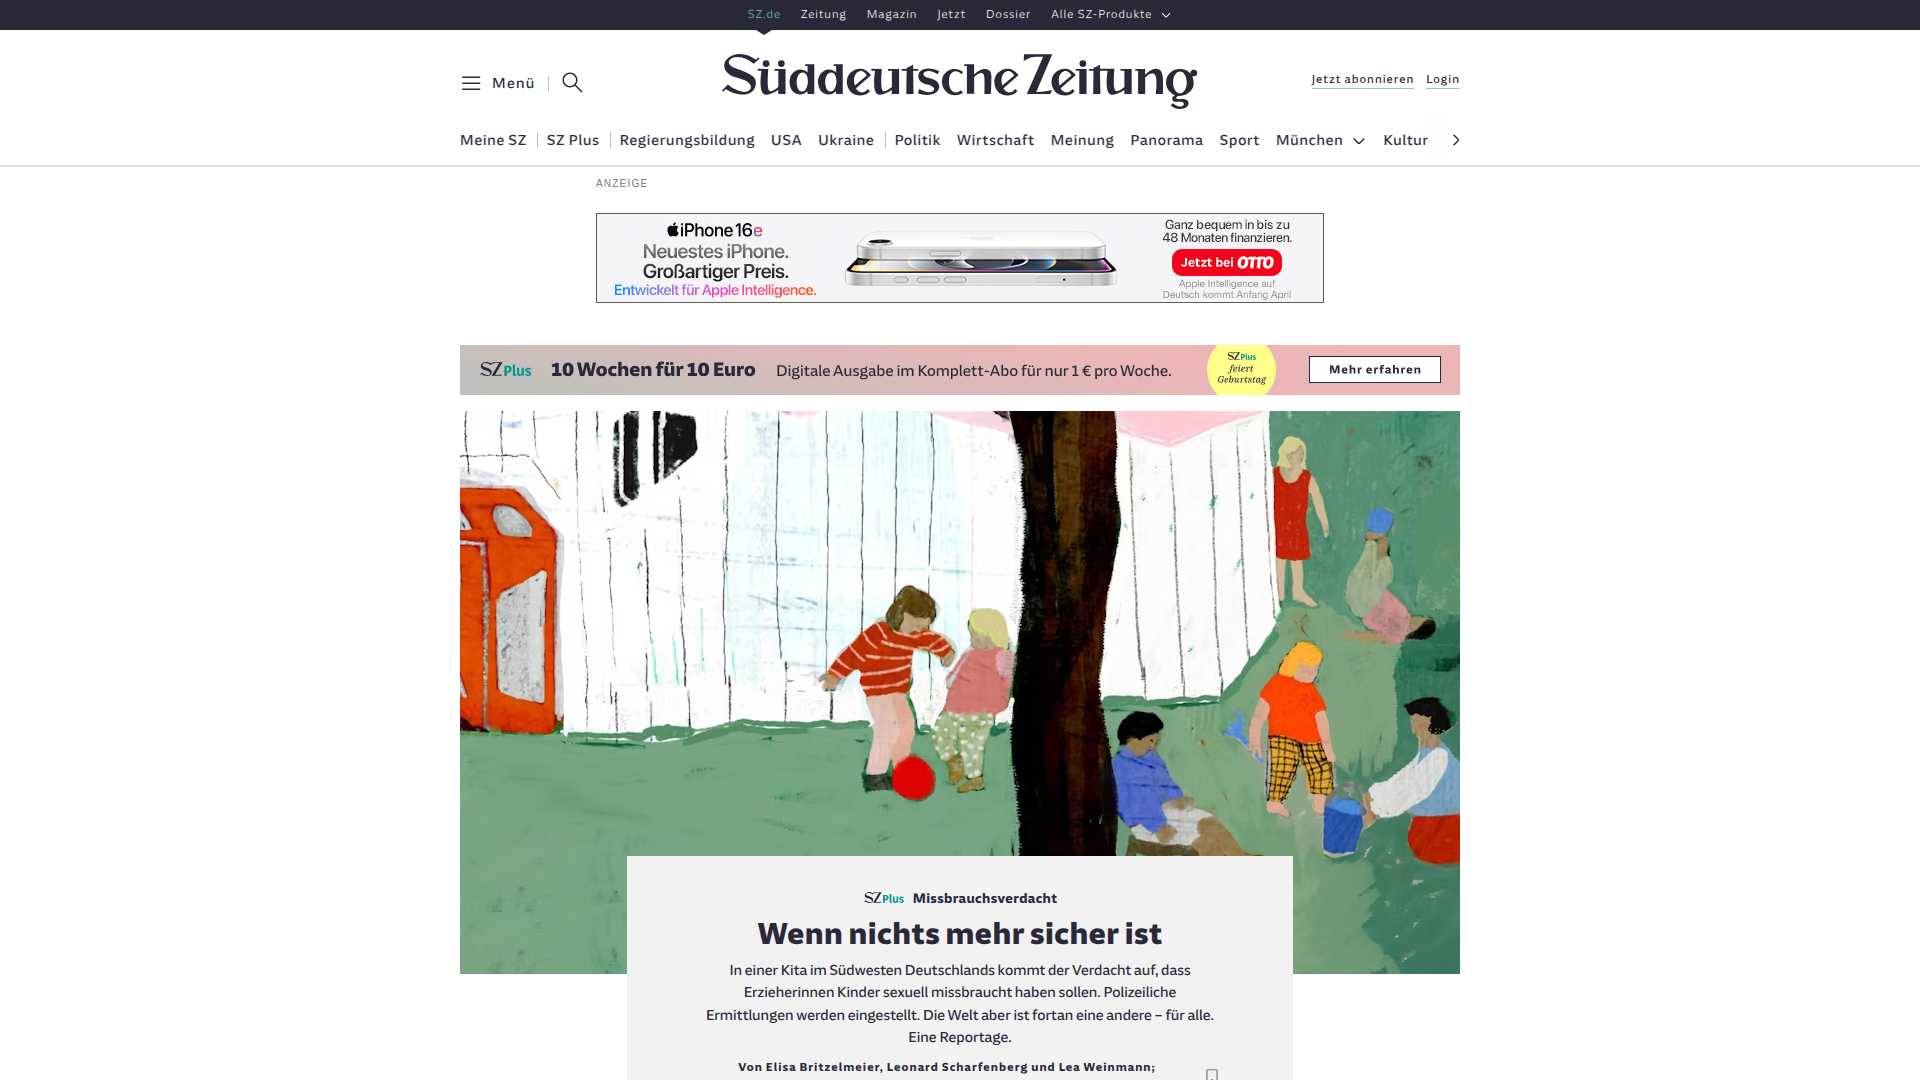 SZ.de Zeitung Magazin Jetzt Dossier Alle SZ-Produkte
Menü
Süddeutsche Zeitung
Jetzt abonnieren Login
Meine SZ SZ Plus Regierungsbildung USA Ukraine Politik Wirtschaft Meinung Panorama Sport München Kultur
ANZEIGE
iPhone 16e
Neuestes iPhone.
Großartiger Preis.
Entwickelt für Apple Intelligence.
Ganz bequem in bis zu
48 Monaten finanzieren.
Jetzt bei OTTO
Apple Intelligence auf
Deutsch kommt Anfang April
SZ Plus 10 Wochen für 10 Euro Digitale Ausgabe im Komplett-Abo für nur 1 € pro Woche.
SZ Plus
feiert
Geburtstag
Mehr erfahren
SZ Plus Missbrauchsverdacht
Wenn nichts mehr sicher ist
In einer Kita im Südwesten Deutschlands kommt der Verdacht auf, dass
Erzieherinnen Kinder sexuell missbraucht haben sollen. Polizeiliche
Ermittlungen werden eingestellt. Die Welt aber ist fortan eine andere – für alle.
Eine Reportage.
Von Elisa Britzelmeier, Leonard Scharfenberg und Lea Weinmann;